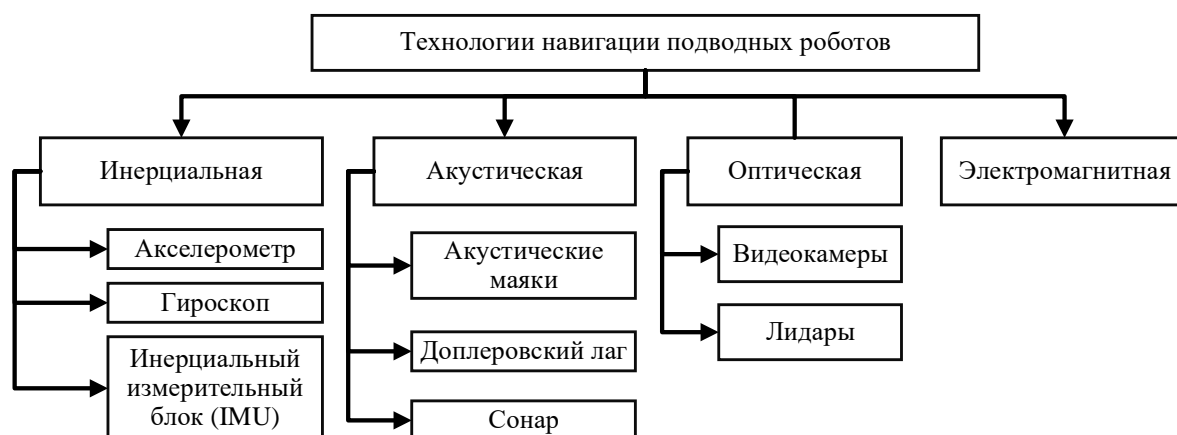 Технологии навигации подводных роботов
Инерциальная
Акустическая
Оптическая
Электромагнитная
Акселерометр
Гироскоп
Инерциальный
измерительный
блок (IMU)
Акустические
маяки
Доплеровский лаг
Сонар
Видеокамеры
Лидары